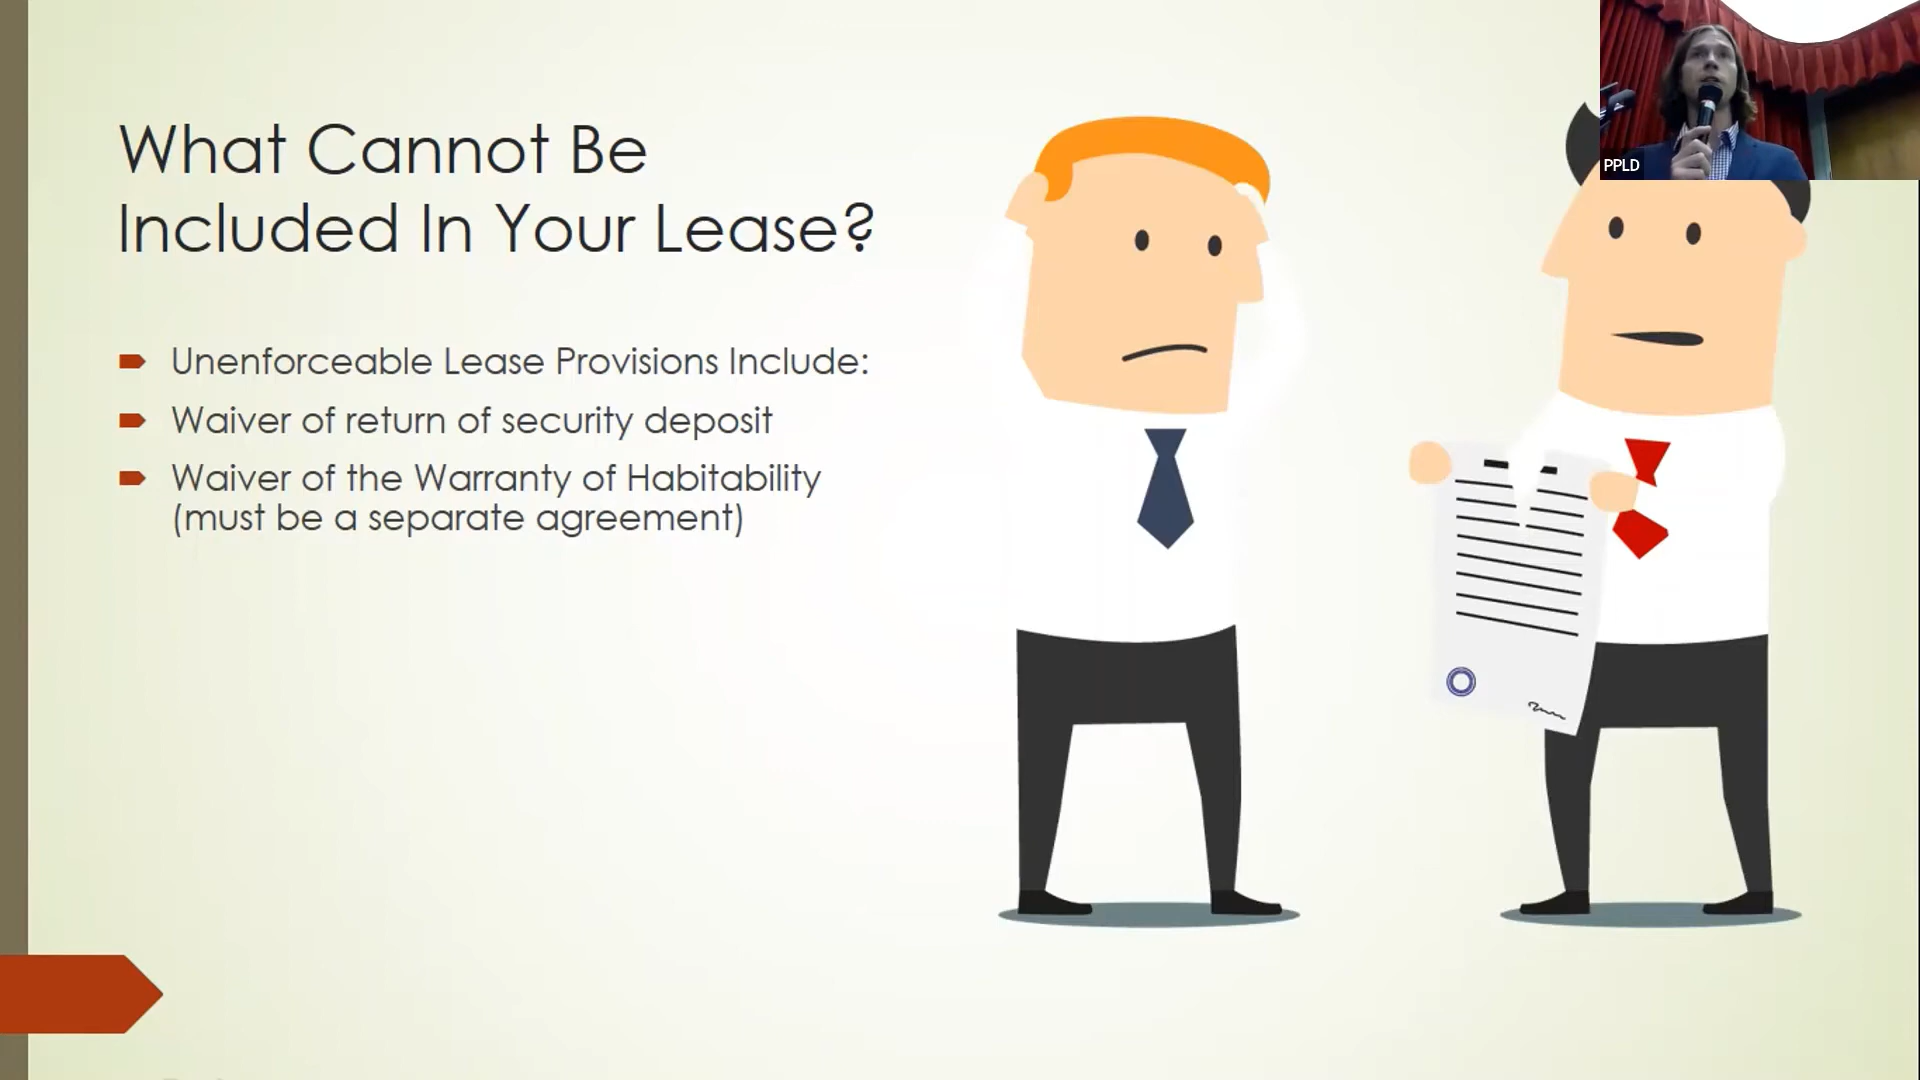 What Cannot Be
Included In Your Lease?
Unenforceable Lease Provisions Include:
Waiver of return of security deposit
Waiver of the Warranty of Habitability
(must be a separate agreement)
PPLD